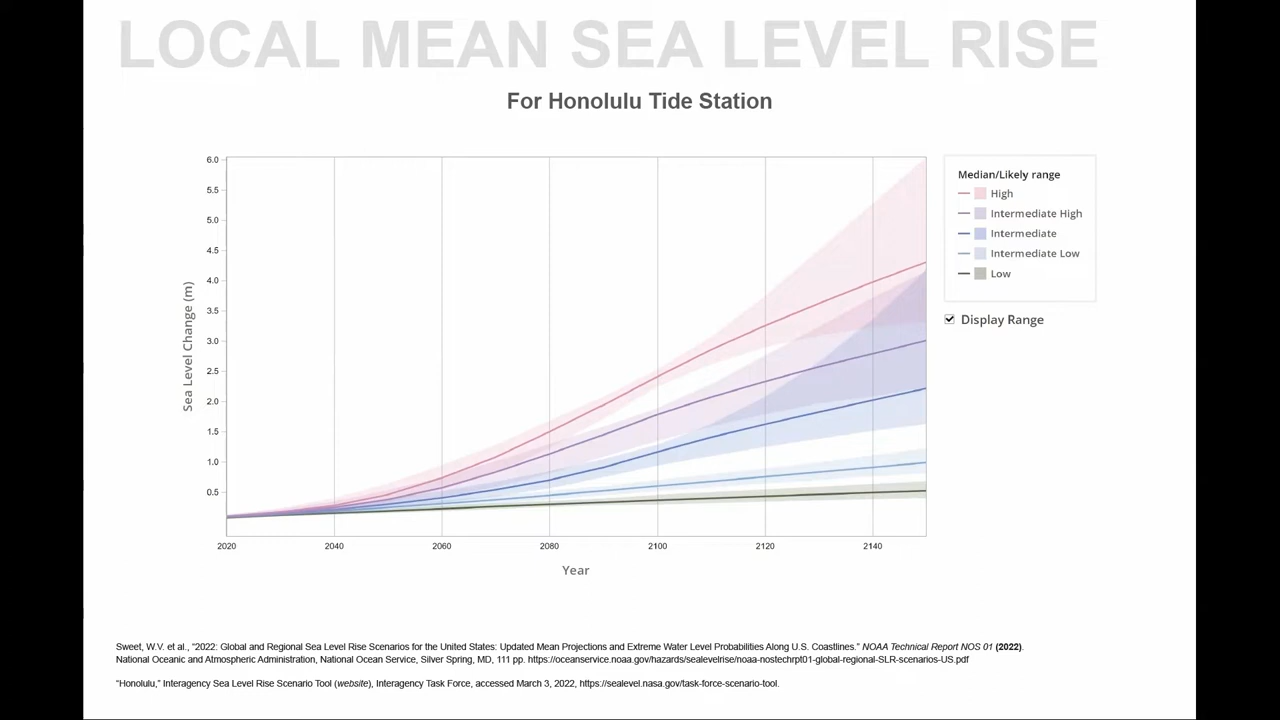 LOCAL MEAN SEA LEVEL RISE
For Honolulu Tide Station
6.0
5.5
5.0
4.5
4.0
3.5
3.0
2.5
2.0
1.5
1.0
0.5
Sea Level Change (m)
2020 2040 2060 2080 2100 2120 2140
Year
Median/Likely range
High
Intermediate High
Intermediate
Intermediate Low
Low
Display Range
Sweet, W.V. et al., “2022: Global and Regional Sea Level Rise Scenarios for the United States: Updated Mean Projections and Extreme Water Level Probabilities Along U.S. Coastlines.” NOAA Technical Report NOS 01 (2022).
National Oceanic and Atmospheric Administration, National Ocean Service, Silver Spring, MD, 111 pp. https://oceanservice.noaa.gov/hazards/sealevelrise/noaa-nostechrpt01-global-regional-SLR-scenarios-US.pdf
“Honolulu,” Interagency Sea Level Rise Scenario Tool (website), Interagency Task Force, accessed March 3, 2022, https://sealevel.nasa.gov/task-force-scenario-tool.